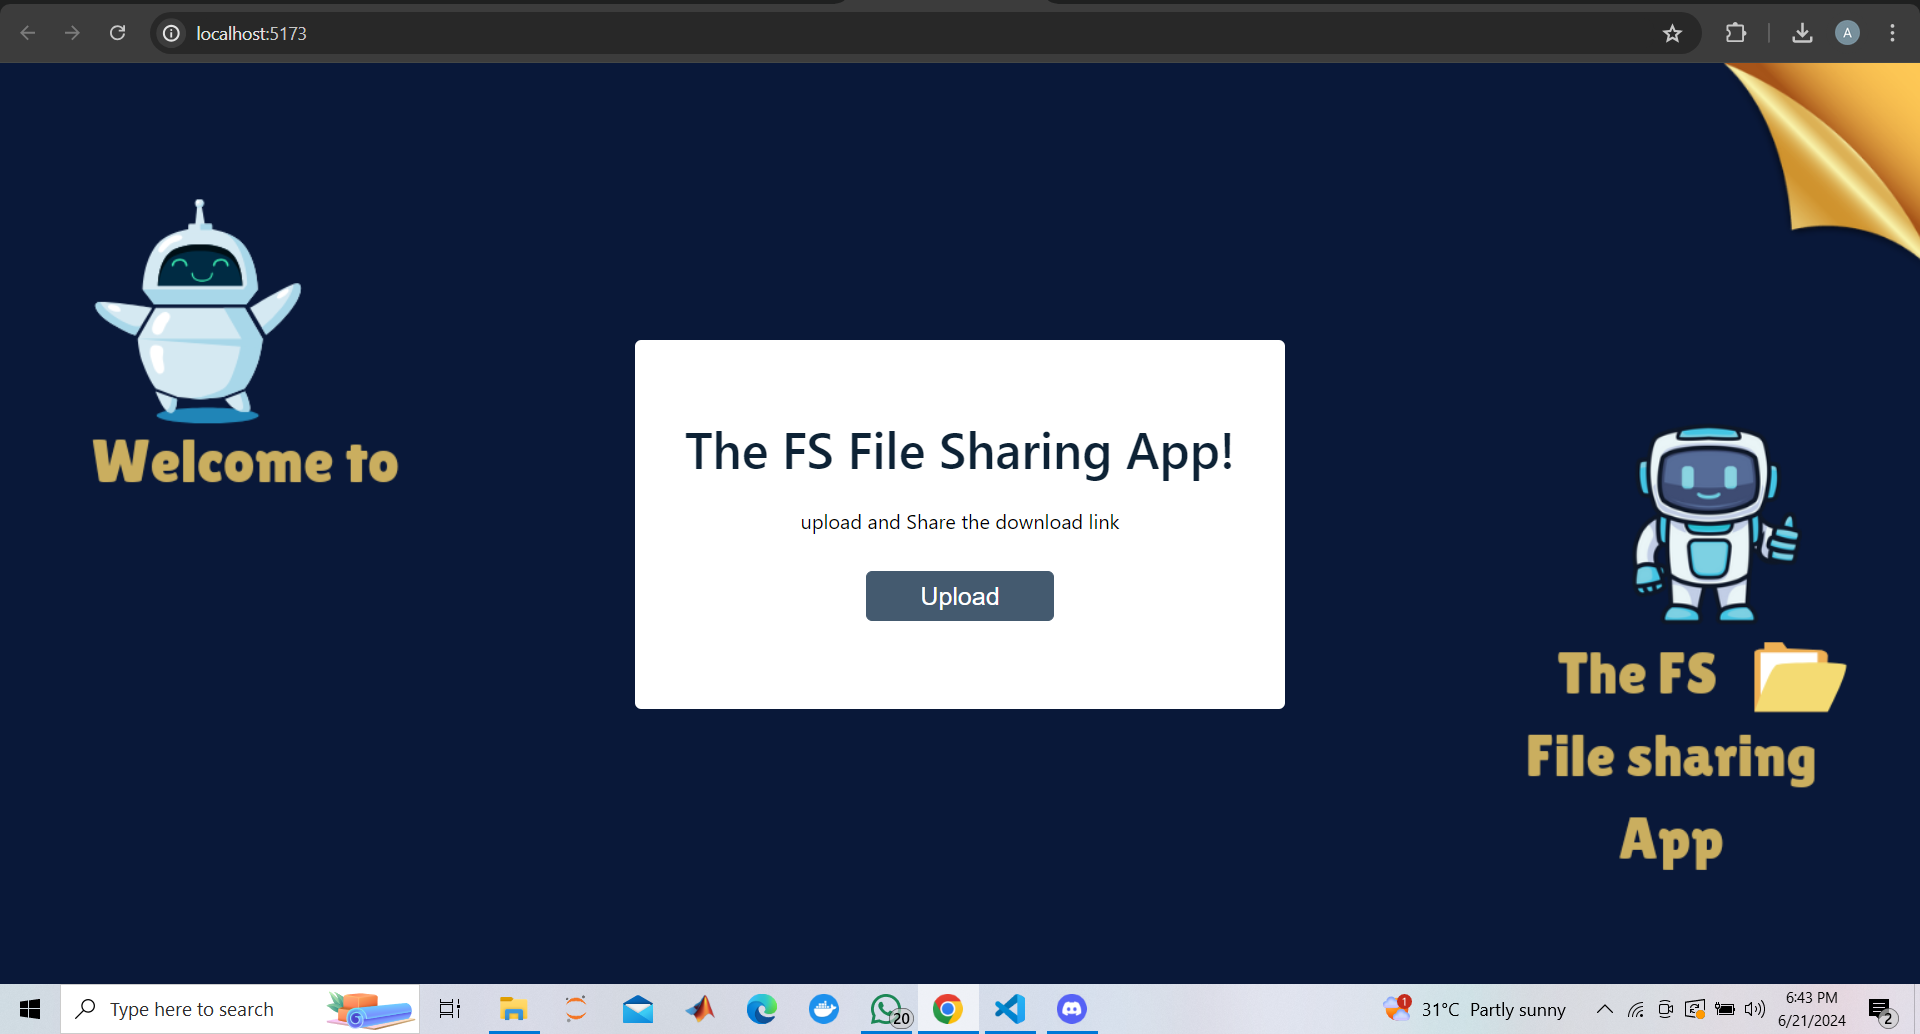 localhost:5173
A
Welcome to
The FS File Sharing App!
upload and Share the download link
Upload
The FS
File sharing
App
Type here to search
20
1
31°C Partly sunny
6:43 PM
6/21/2024
2